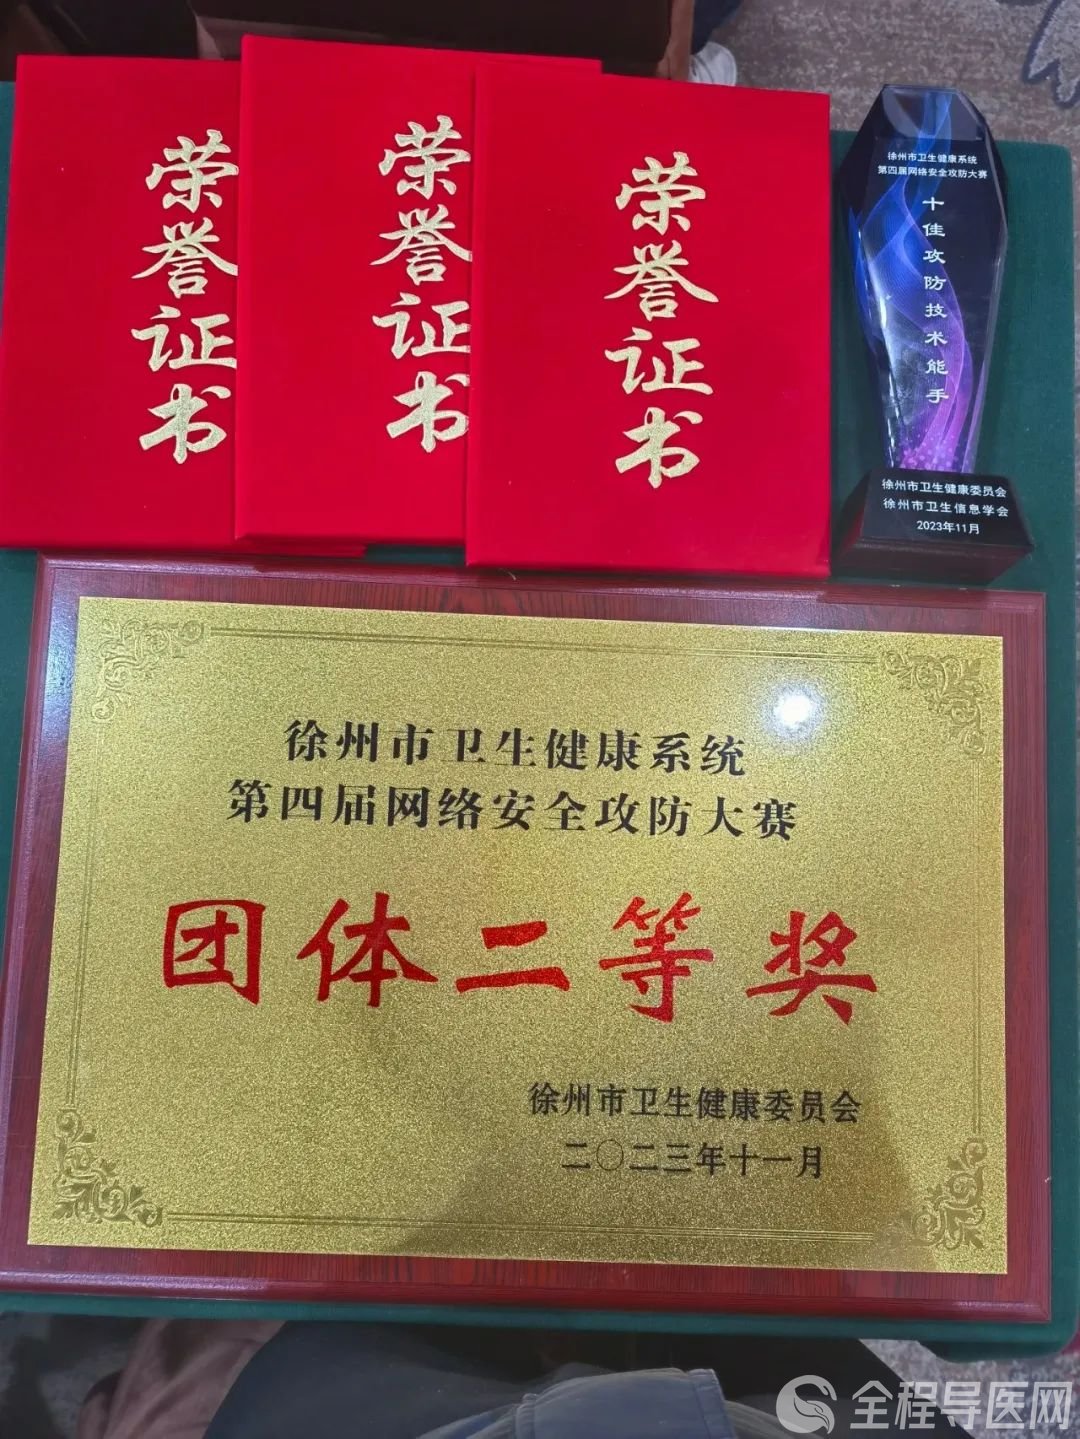 荣誉证书
荣誉证书
荣誉证书
徐州市卫生健康系统
第四届网络安全攻防大赛
十佳攻防技术能手
徐州市卫生健康委员会
徐州市卫生信息学会
2023年11月
徐州市卫生健康系统
第四届网络安全攻防大赛
团体二等奖
徐州市卫生健康委员会
二〇二三年十一月
全程导医网